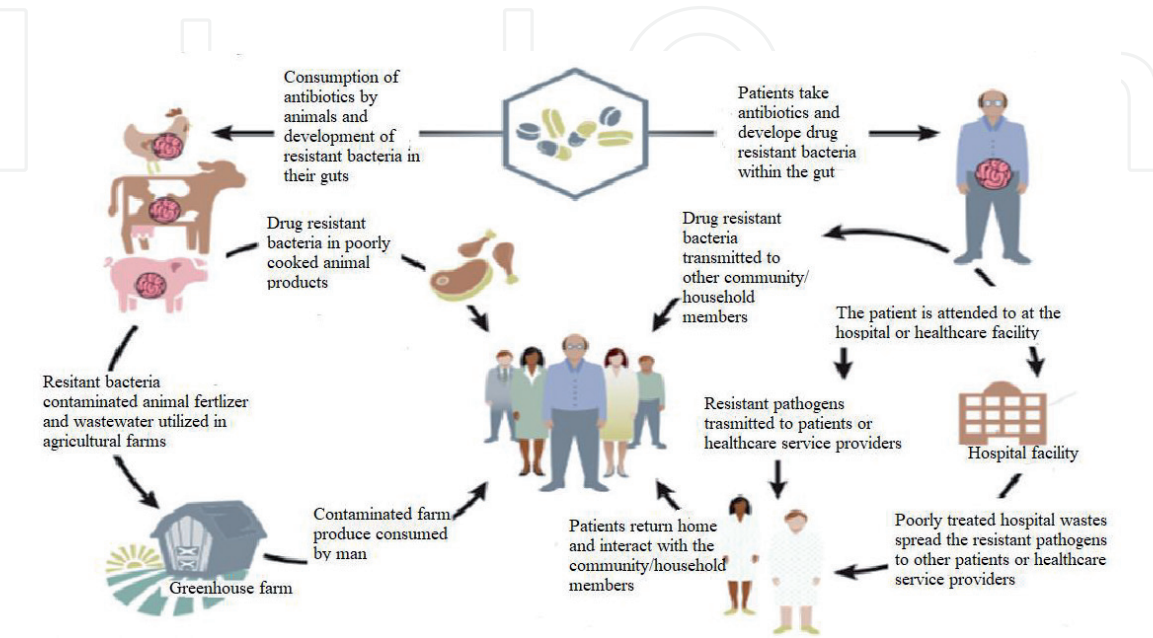 Consumption of
antibiotics by
animals and
development of
resistant bacteria in
their guts
Patients take
antibiotics and
develope drug
resistant bacteria
within the gut
Drug resistant
bacteria in poorly
cooked animal
products
Drug resistant
bacteria
transmitted to
other community/
household
members
The patient is attended to at the
hospital or healthcare facility
Resitant bacteria
contaminated animal fertlizer
and wastewater utilized in
agricultural farms
Resistant pathogens
trasmitted to patients or
healthcare service providers
Hospital facility
Contaminated farm
produce consumed
by man
Greenhouse farm
Patients return home
and interact with the
community/household
members
Poorly treated hospital wastes
spread the resistant pathogens
to other patients or healthcare
service providers